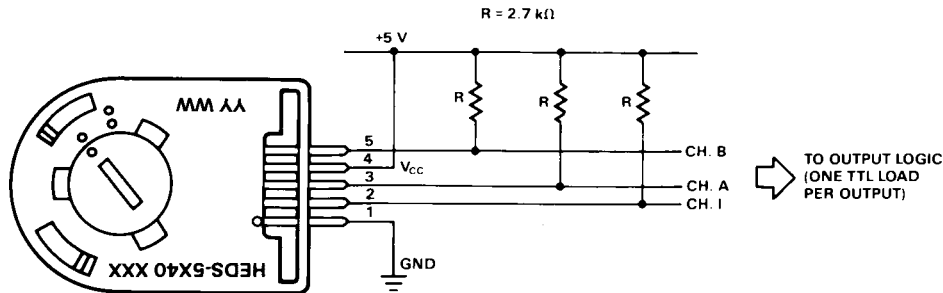 R = 2.7 kΩ
+5 V
YY WW
R
R
R
5
4
VCC
3
2
1
CH. B
CH. A
CH. I
TO OUTPUT LOGIC
(ONE TTL LOAD
PER OUTPUT)
HEDS-5X40 XXX
GND